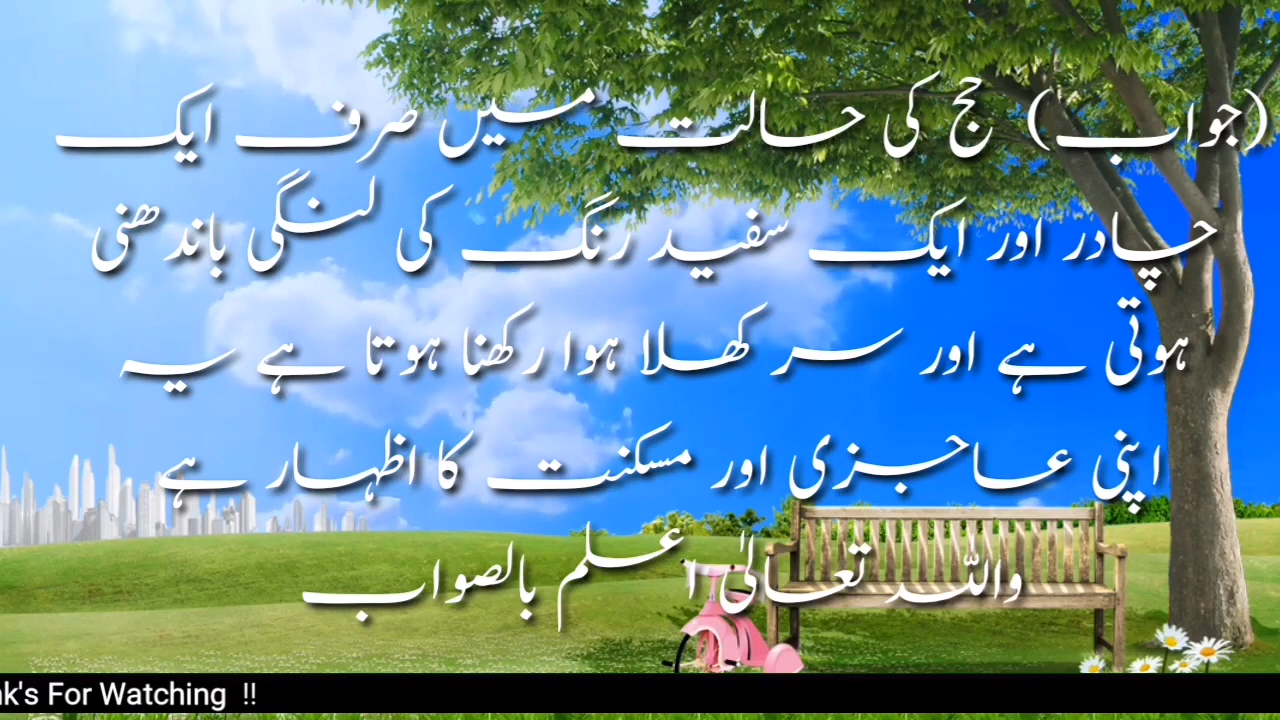 (جواب) حج کی حالت میں صرف ایک
چادر اور ایک سفید رنگ کی لنگی باندھنی
ہوتی ہے اور سر کھلا ہوا رکھنا ہوتا ہے یہ
اپنی عاجزی اور مسکنت کا اظہار ہے
واللہ تعالیٰ اعلم بالصواب
nk's For Watching !!